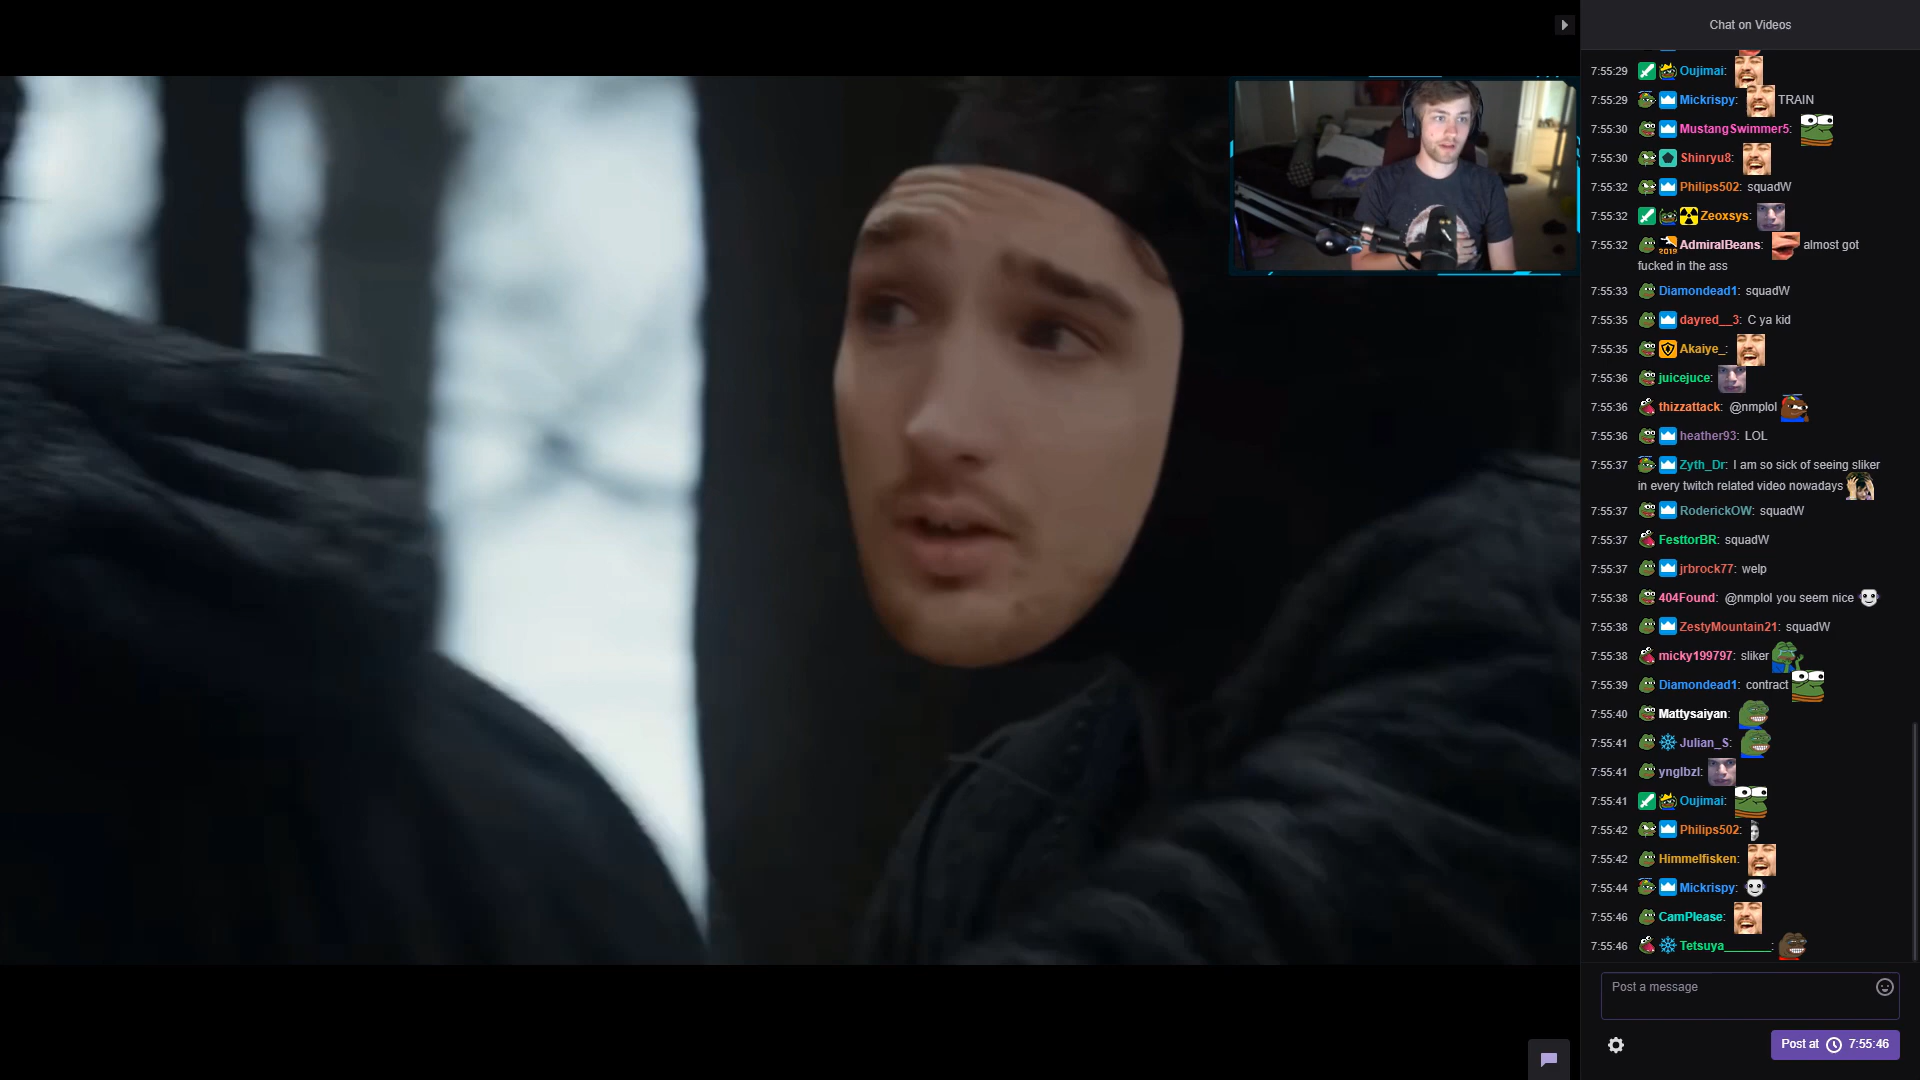 Chat on Videos
7:55:29 Oujimai:
7:55:29 Mickrispy: TRAIN
7:55:30 MustangSwimmer5:
7:55:30 Shinryu8:
7:55:32 Philips502: squadW
7:55:32 Zeoxsys:
7:55:32 2019 AdmiralBeans: almost got
fucked in the ass
7:55:33 Diamondead1: squadW
7:55:35 dayred__3: C ya kid
7:55:35 Akaiye_:
7:55:36 juicejuce:
7:55:36 thizzattack: @nmplol
7:55:36 heather93: LOL
7:55:37 Zyth_Dr: I am so sick of seeing sliker
in every twitch related video nowadays
7:55:37 RoderickOW: squadW
7:55:37 FesttorBR: squadW
7:55:37 jrbrock77: welp
7:55:38 404Found: @nmplol you seem nice
7:55:38 ZestyMountain21: squadW
7:55:38 micky199797: sliker
7:55:39 Diamondead1: contract
7:55:40 Mattysaiyan:
7:55:41 Julian_S:
7:55:41 ynglbzl:
7:55:41 Oujimai:
7:55:42 Philips502:
7:55:42 Himmelfisken:
7:55:44 Mickrispy:
7:55:46 CamPlease:
7:55:46 Tetsuya_______:
Post a message
Post at 7:55:46